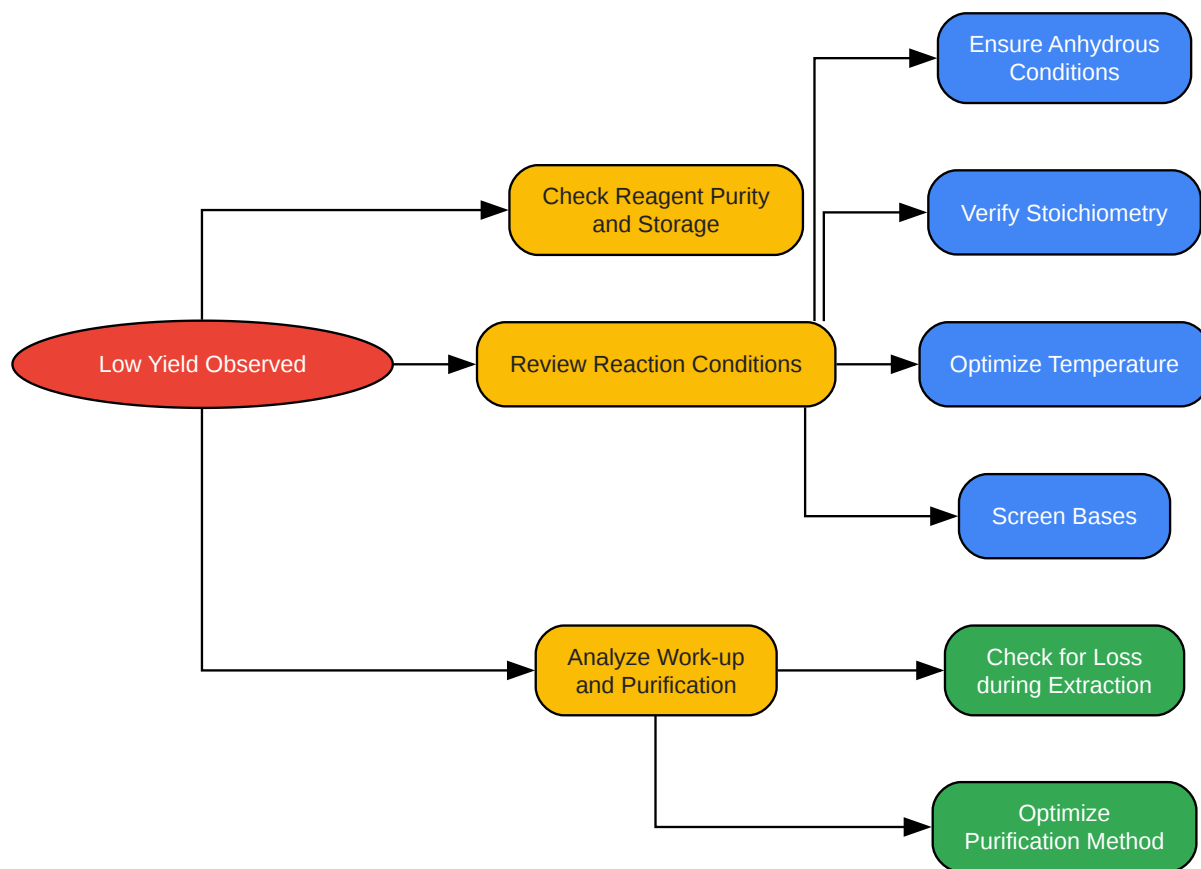 Ensure Anhydrous
Conditions
Check Reagent Purity
and Storage
Verify Stoichiometry
Low Yield Observed
Review Reaction Conditions
Optimize Temperature
Screen Bases
Analyze Work-up
and Purification
Check for Loss
during Extraction
Optimize
Purification Method